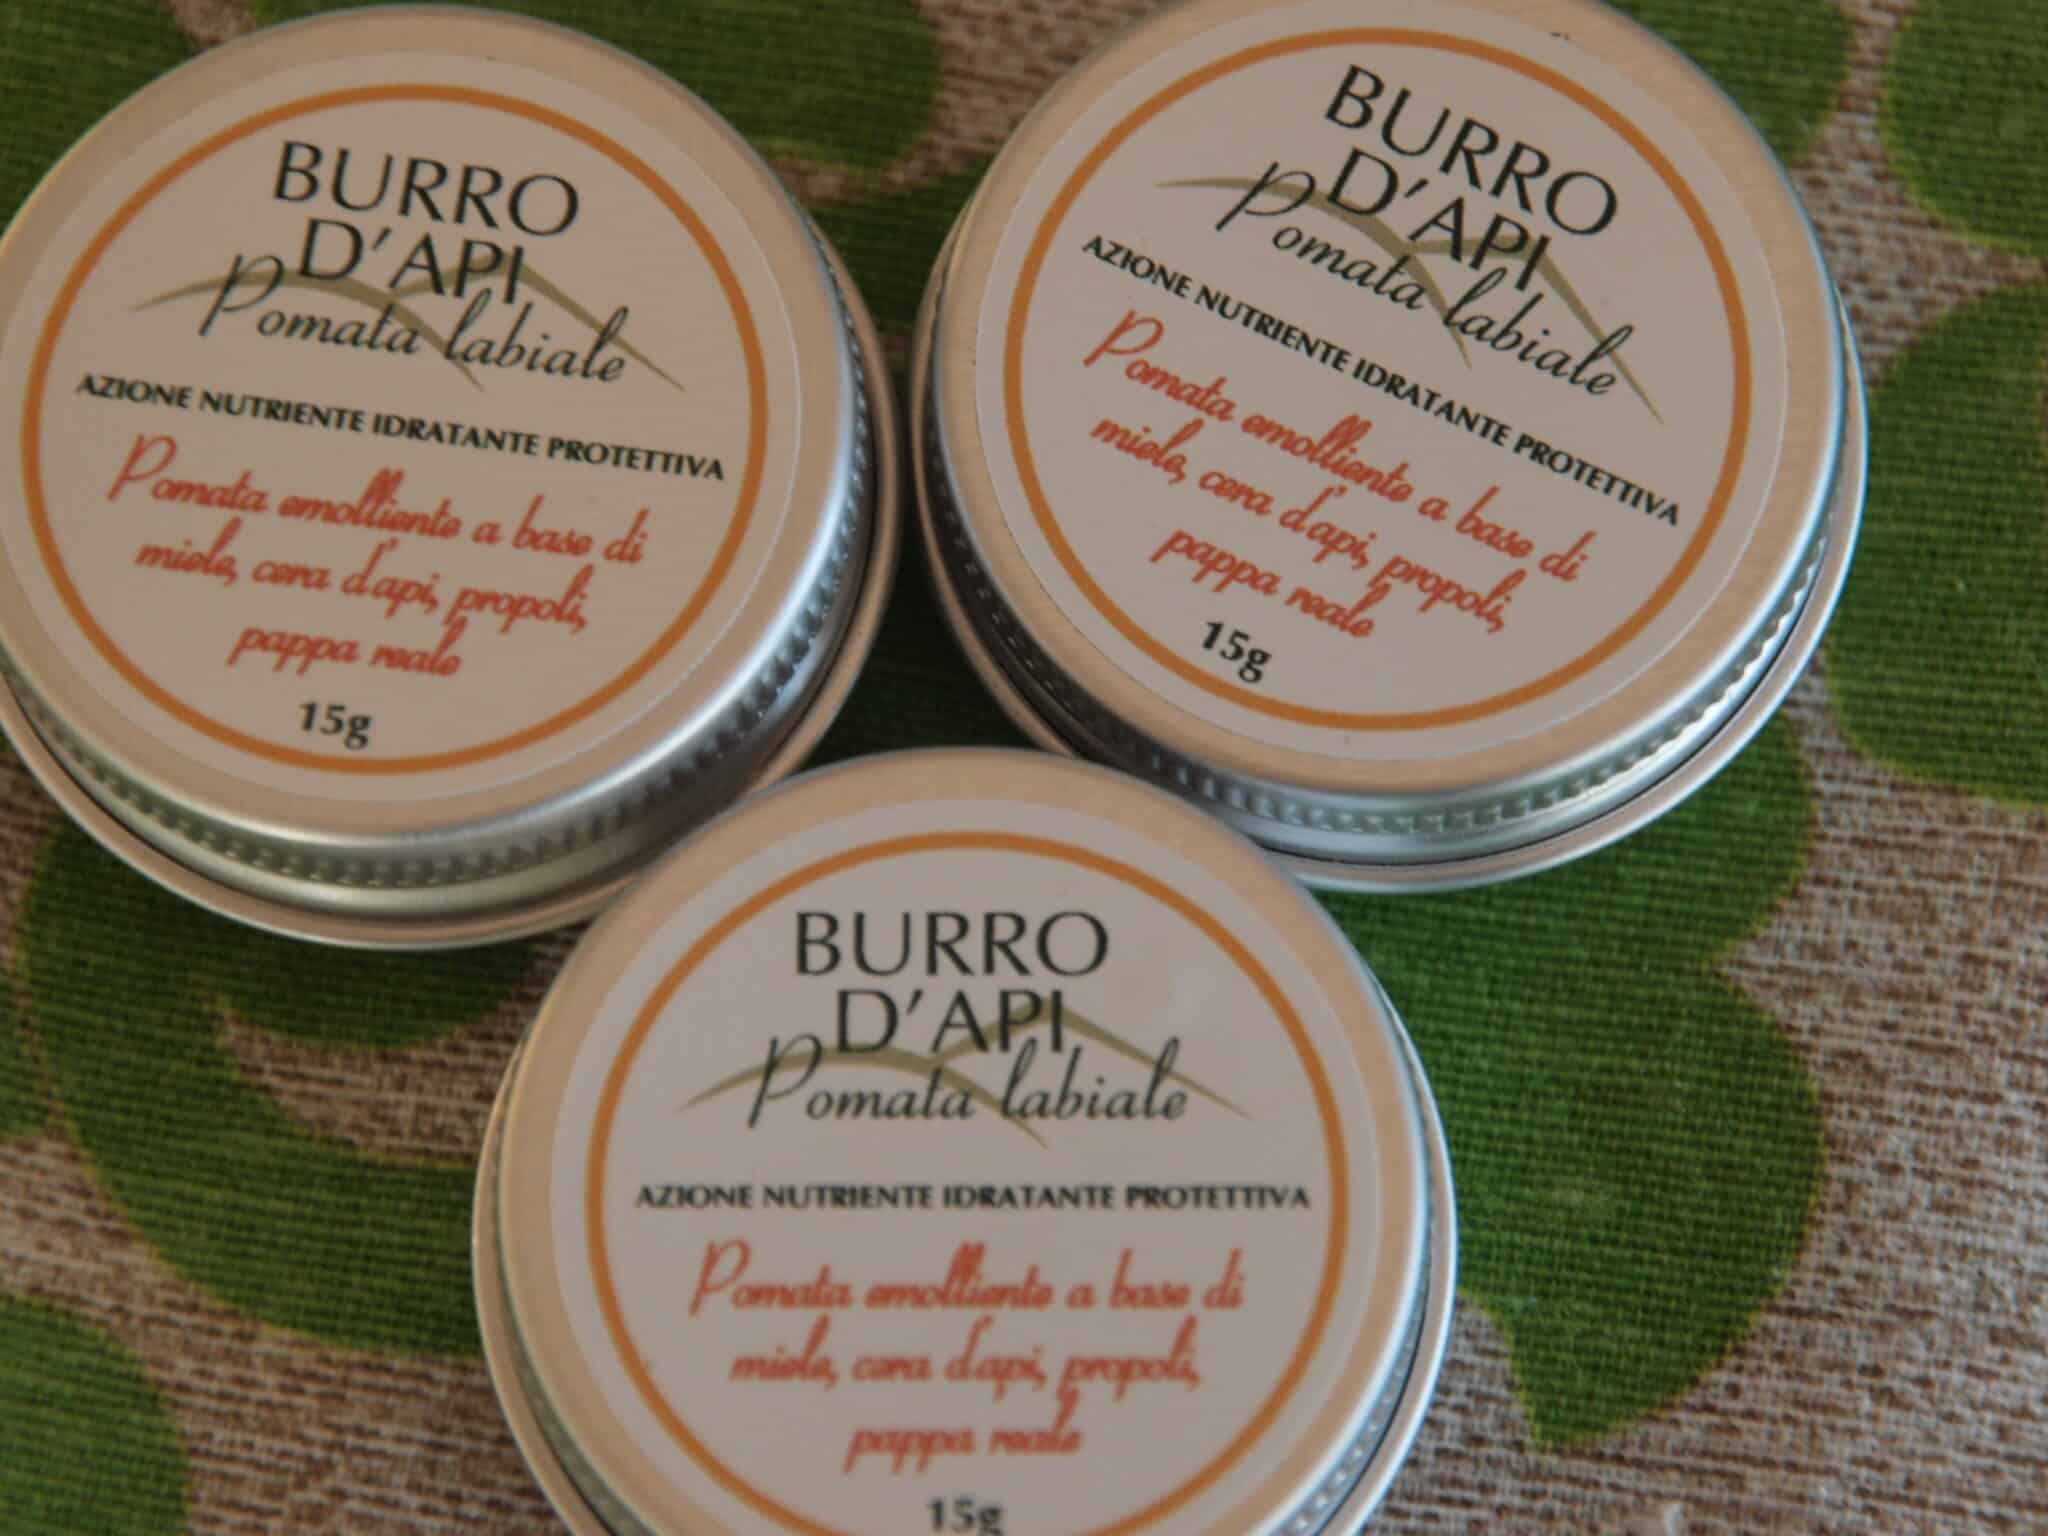 BURRO
D'API
Pomata labiale
AZIONE NUTRIENTE IDRATANTE PROTETTIVA
Pomata emolliente a base di
miele, cera d'api, propoli,
pappa reale
15g
BURRO
D'API
Pomata labiale
AZIONE NUTRIENTE IDRATANTE PROTETTIVA
Pomata emolliente a base di
miele, cera d'api, propoli,
pappa reale
15g
BURRO
D'API
Pomata labiale
AZIONE NUTRIENTE IDRATANTE PROTETTIVA
Pomata emolliente a base di
miele, cera d'api, propoli,
pappa reale
15g